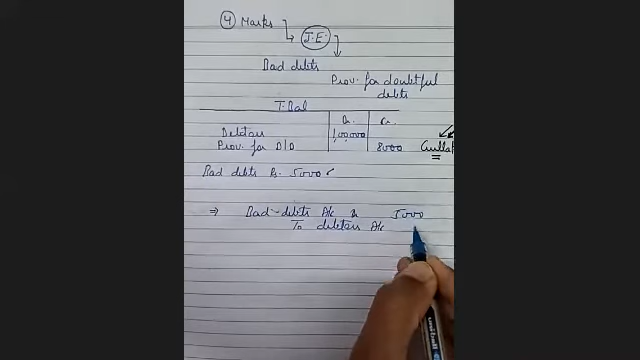 4 Marks
J.E.
Bad debts
Prov. for doubtful
debts
T.Bal
Dr. Cr.
Debtors 1,00,000
Prov. for D/D 8000
Bad debts Rs. 5000
⇒ Bad-debts A/c Dr 5000
To debtors A/c